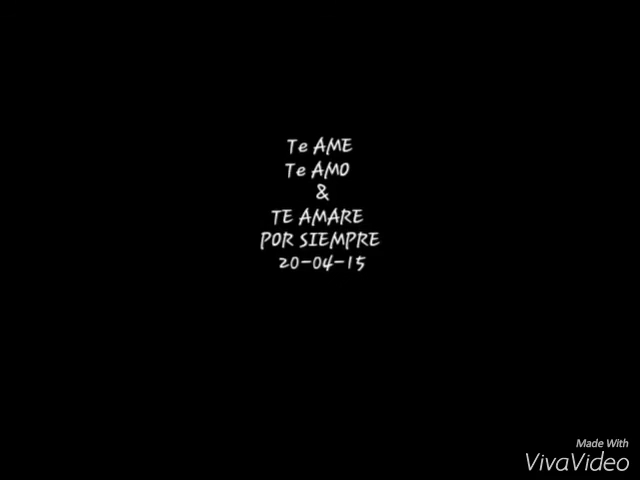 Te AME
Te AMO
&
TE AMARE
POR SIEMPRE
20-04-15
Made With
VivaVideo